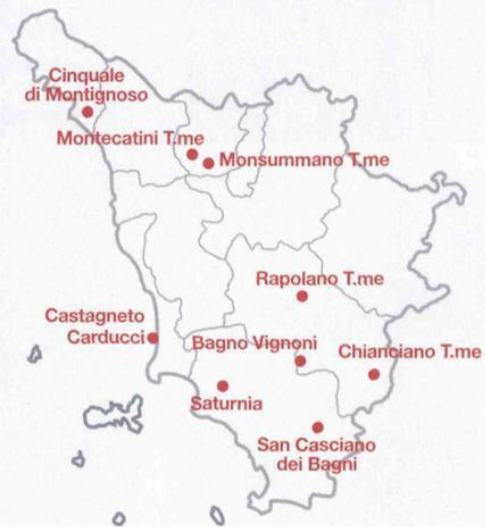 Cinquale
di Montignoso
Montecatini T.me
Monsummano T.me
Rapolano T.me
Castagneto
Carducci
Bagno Vignoni
Chianciano T.me
Saturnia
San Casciano
dei Bagni